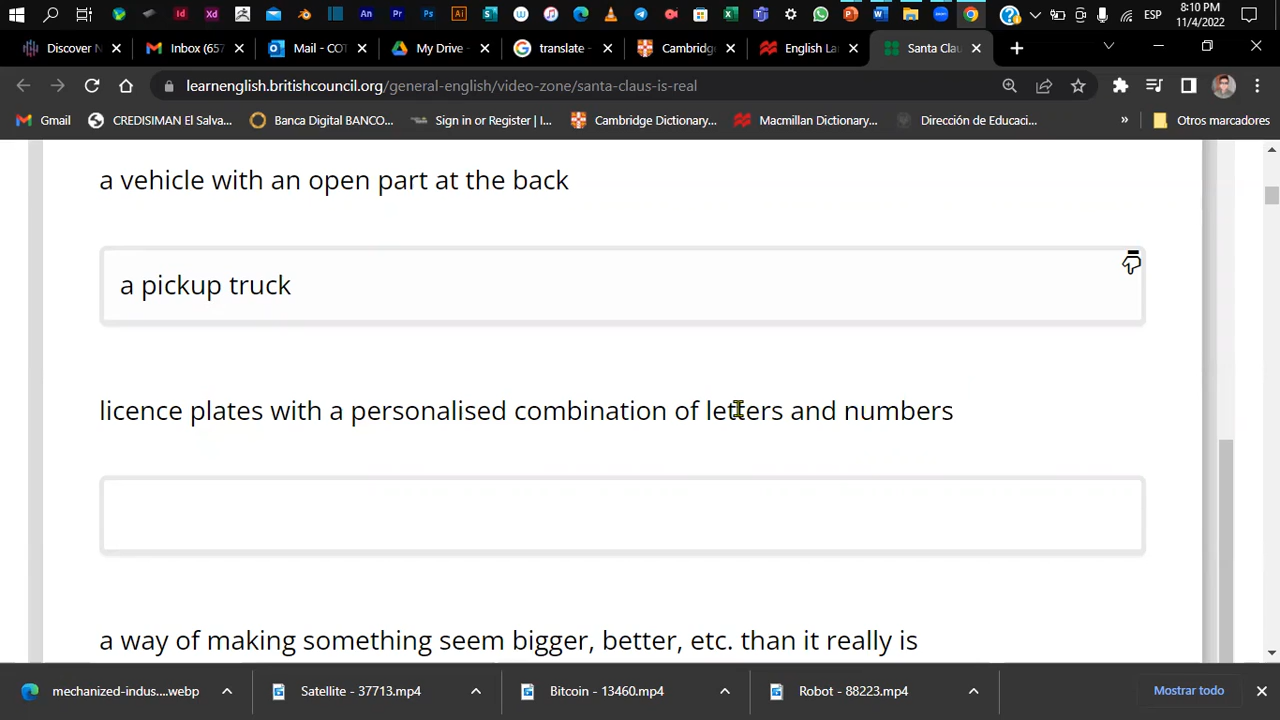 8:10 PM
ESP
11/4/2022
Discover N
Inbox (657
Mail - COT
My Drive -
translate -
Cambridg
English La
Santa Clau
learnenglish.britishcouncil.org/general-english/video-zone/santa-claus-is-real
Gmail
CREDISIMAN El Salva...
Banca Digital BANCO...
Sign in or Register | I...
Cambridge Dictionary...
Macmillan Dictionary...
Dirección de Educaci...
»
Otros marcadores
a vehicle with an open part at the back
a pickup truck
licence plates with a personalised combination of letters and numbers
a way of making something seem bigger, better, etc. than it really is
mechanized-indus....webp
Satellite - 37713.mp4
Bitcoin - 13460.mp4
Robot - 88223.mp4
Mostrar todo